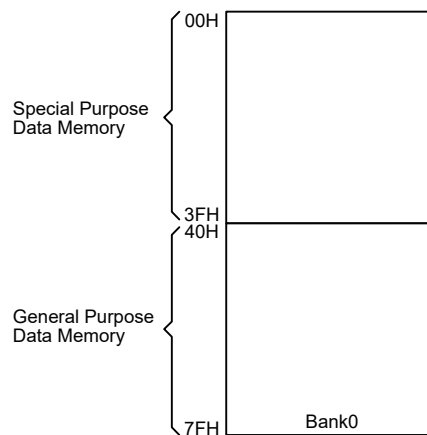 00H
Special Purpose
Data Memory
3FH
40H
General Purpose
Data Memory
7FH
Bank0